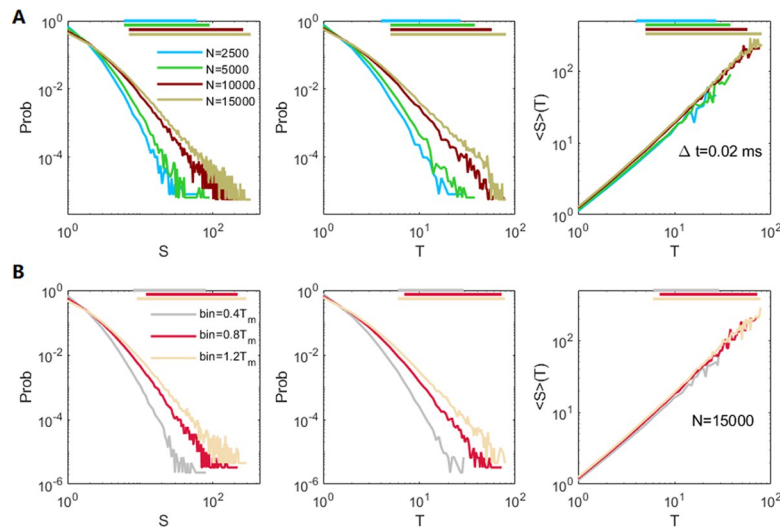 A
10^0
10^-2
10^-4
Prob
N=2500
N=5000
N=10000
N=15000
10^0
10^2
S
10^0
10^-2
10^-4
Prob
10^0
10^1
10^2
T
10^2
10^1
10^0
<S>(T)
Δ t=0.02 ms
10^0
10^1
10^2
T
B
10^0
10^-2
10^-4
10^-6
Prob
bin=0.4T_m
bin=0.8T_m
bin=1.2T_m
10^0
10^2
S
10^0
10^-2
10^-4
10^-6
Prob
10^0
10^1
10^2
T
10^2
10^1
10^0
<S>(T)
N=15000
10^0
10^1
10^2
T